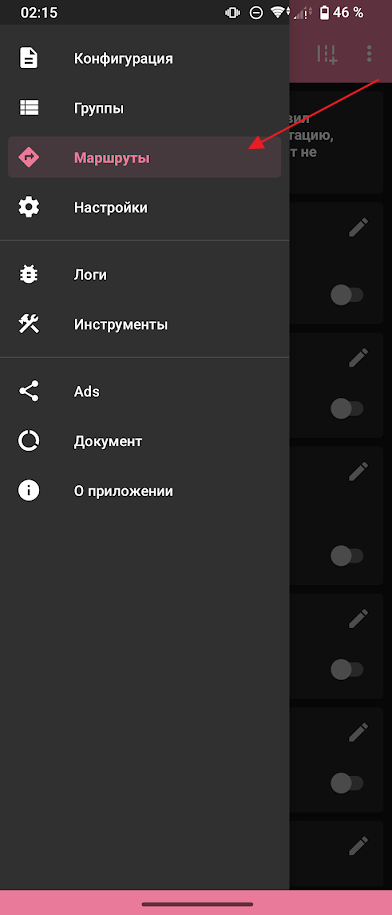 02:15
46 %
Конфигурация
Группы
Маршруты
Настройки
Логи
Инструменты
Ads
Документ
О приложении